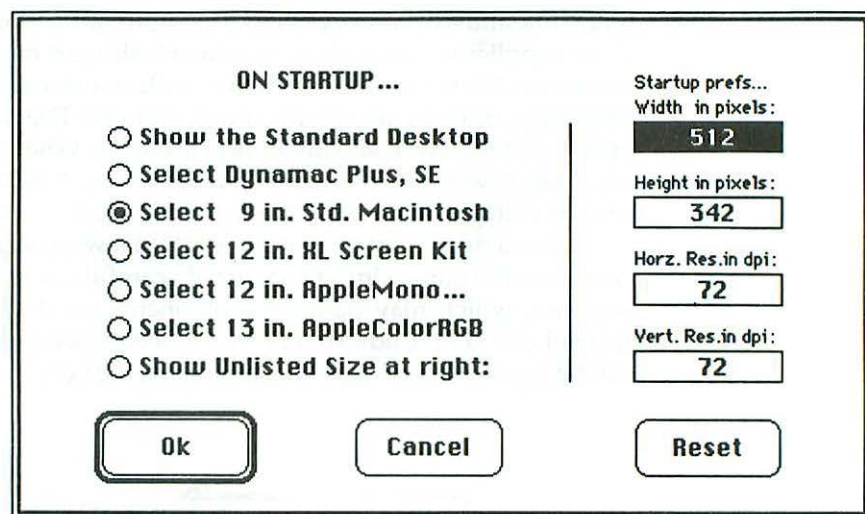 ON STARTUP...
Show the Standard Desktop
Select Dynamac Plus, SE
Select 9 in. Std. Macintosh
Select 12 in. XL Screen Kit
Select 12 in. AppleMono...
Select 13 in. AppleColorRGB
Show Unlisted Size at right:
Startup prefs...
Width in pixels:
512
Height in pixels:
342
Horz. Res.in dpi:
72
Vert. Res.in dpi:
72
Ok
Cancel
Reset